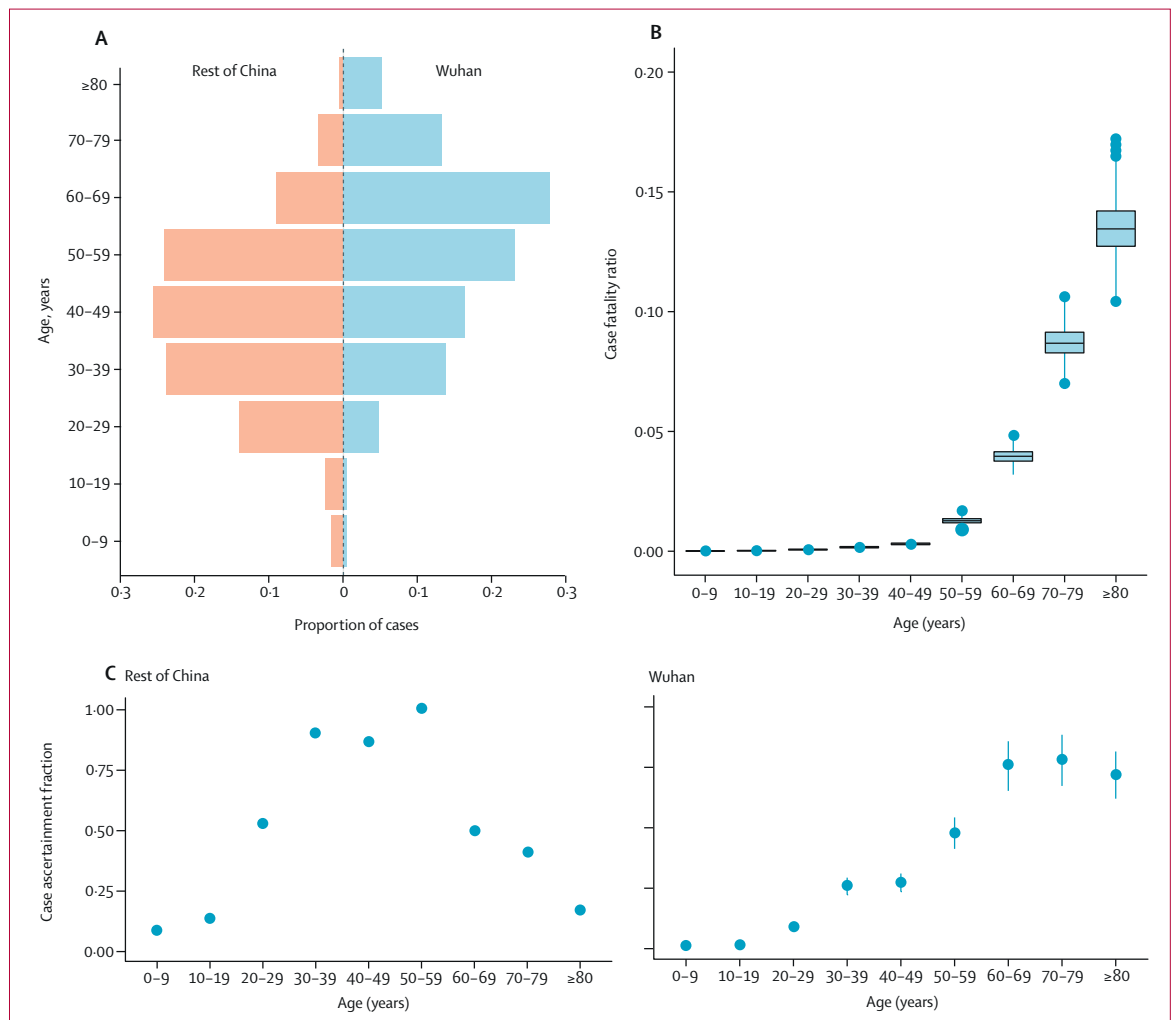 A
Rest of China
Wuhan
≥80
70–79
60–69
50–59
40–49
30–39
20–29
10–19
0–9
Age, years
0·3 0·2 0·1 0 0·1 0·2 0·3
Proportion of cases
B
0·20
0·15
0·10
0·05
0·00
Case fatality ratio
0–9 10–19 20–29 30–39 40–49 50–59 60–69 70–79 ≥80
Age (years)
C Rest of China
1·00
0·75
0·50
0·25
0·00
Case ascertainment fraction
0–9 10–19 20–29 30–39 40–49 50–59 60–69 70–79 ≥80
Age (years)
Wuhan
0–9 10–19 20–29 30–39 40–49 50–59 60–69 70–79 ≥80
Age (years)